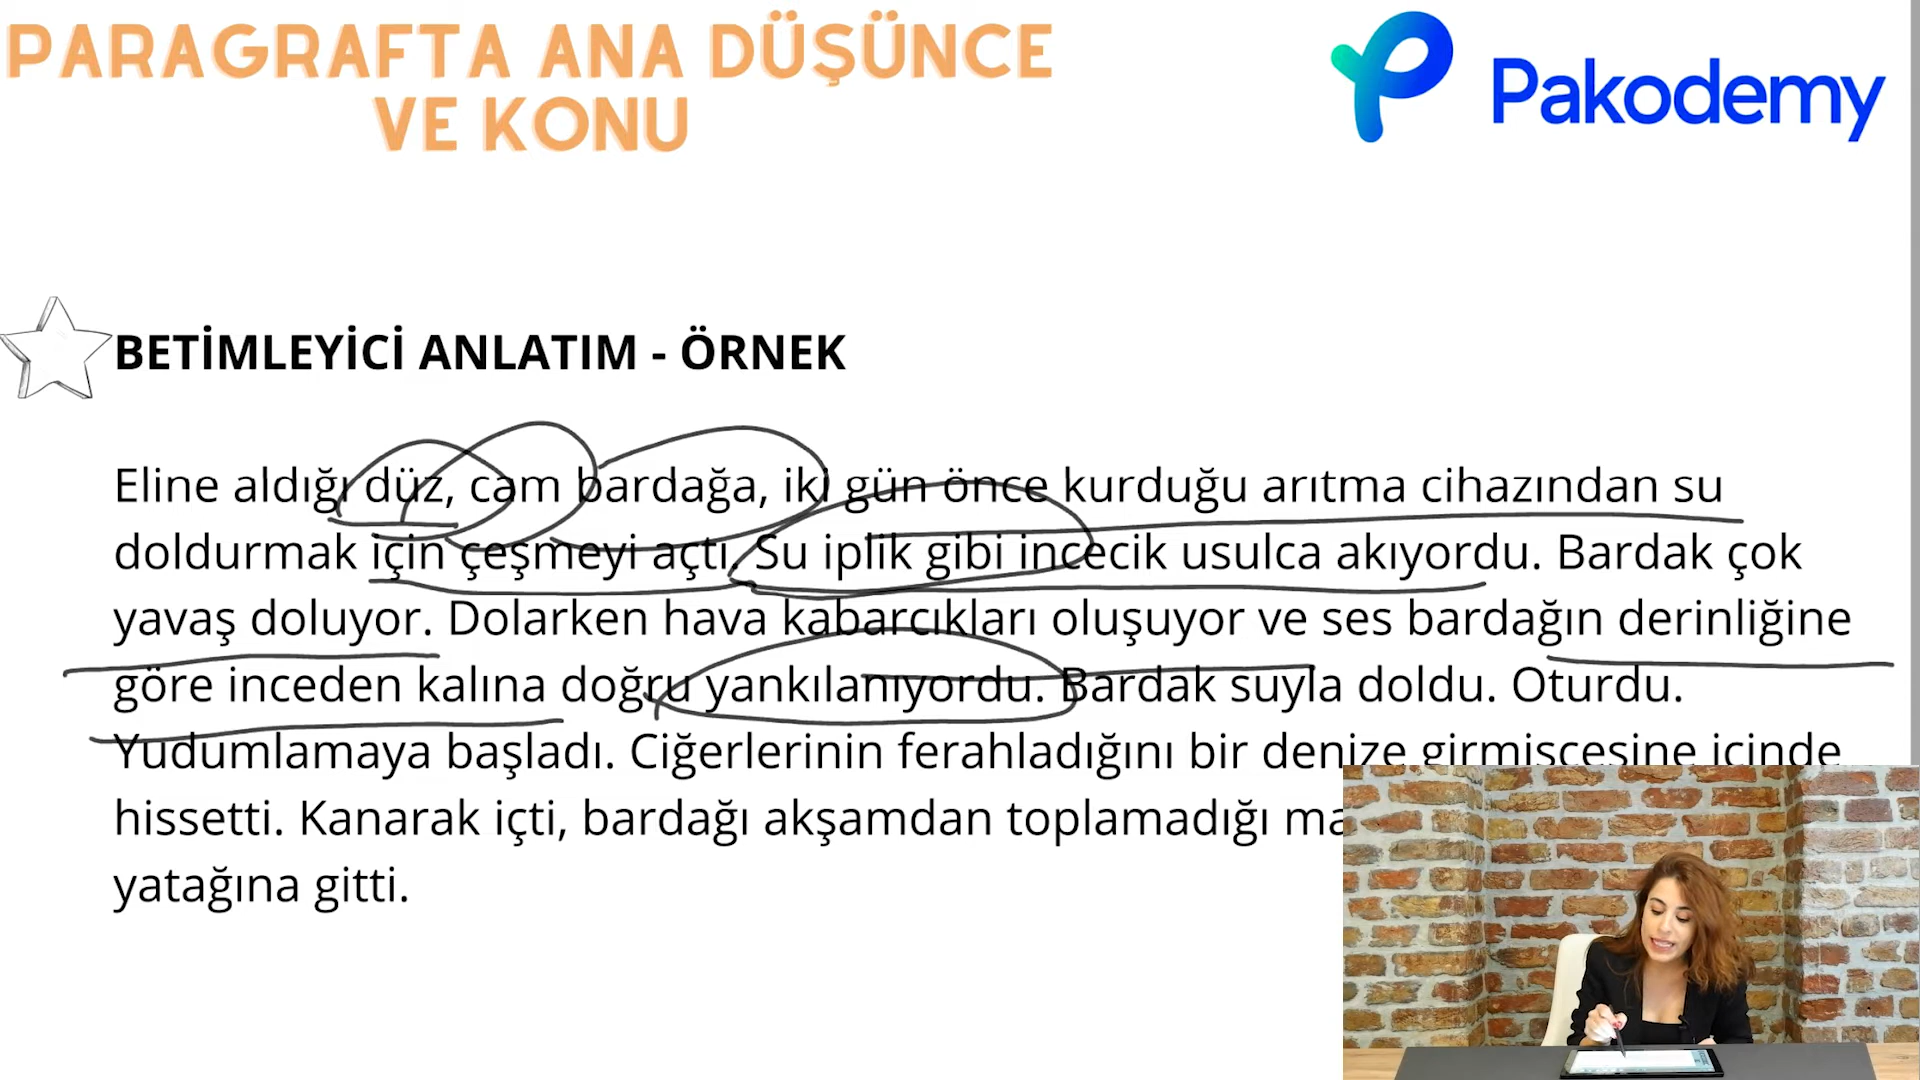 PARAGRAFTA ANA DÜŞÜNCE
VE KONU
Pakodemy
BETİMLEYİCİ ANLATIM - ÖRNEK
Eline aldığı düz, cam bardağa, iki gün önce kurduğu arıtma cihazından su
doldurmak için çeşmeyi açtı. Su iplik gibi incecik usulca akıyordu. Bardak çok
yavaş doluyor. Dolarken hava kabarcıkları oluşuyor ve ses bardağın derinliğine
göre inceden kalına doğru yankılanıyordu. Bardak suyla doldu. Oturdu.
Yudumlamaya başladı. Ciğerlerinin ferahladığını bir denize girmişçesine içinde
hissetti. Kanarak içti, bardağı akşamdan toplamadığı
yatağına gitti.